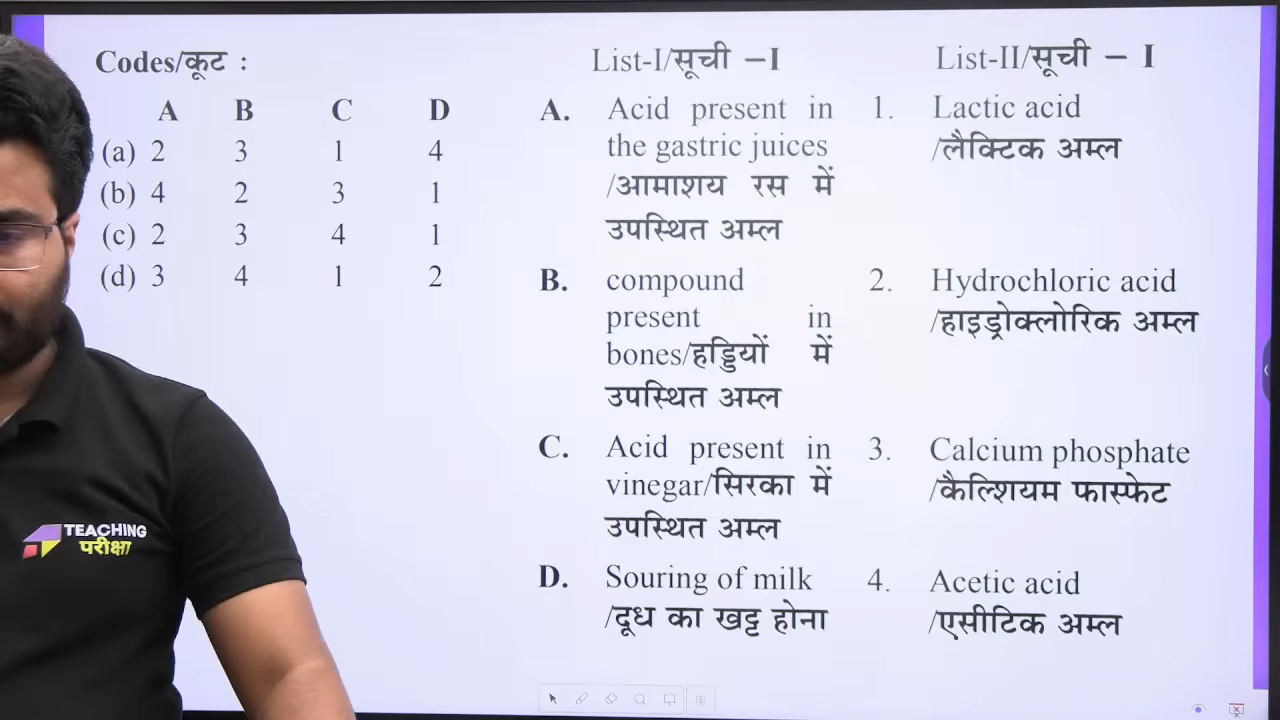 Codes/कूट :
A B C D
(a) 2 3 1 4
(b) 4 2 3 1
(c) 2 3 4 1
(d) 3 4 1 2
List-I/सूची –I
A. Acid present in
the gastric juices
/आमाशय रस में
उपस्थित अम्ल
B. compound
present in
bones/हड्डियों में
उपस्थित अम्ल
C. Acid present in
vinegar/सिरका में
उपस्थित अम्ल
D. Souring of milk
/दूध का खट्ट होना
List-II/सूची – I
1. Lactic acid
/लैक्टिक अम्ल
2. Hydrochloric acid
/हाइड्रोक्लोरिक अम्ल
3. Calcium phosphate
/कैल्शियम फास्फेट
4. Acetic acid
/एसीटिक अम्ल
TEACHING
परीक्षा